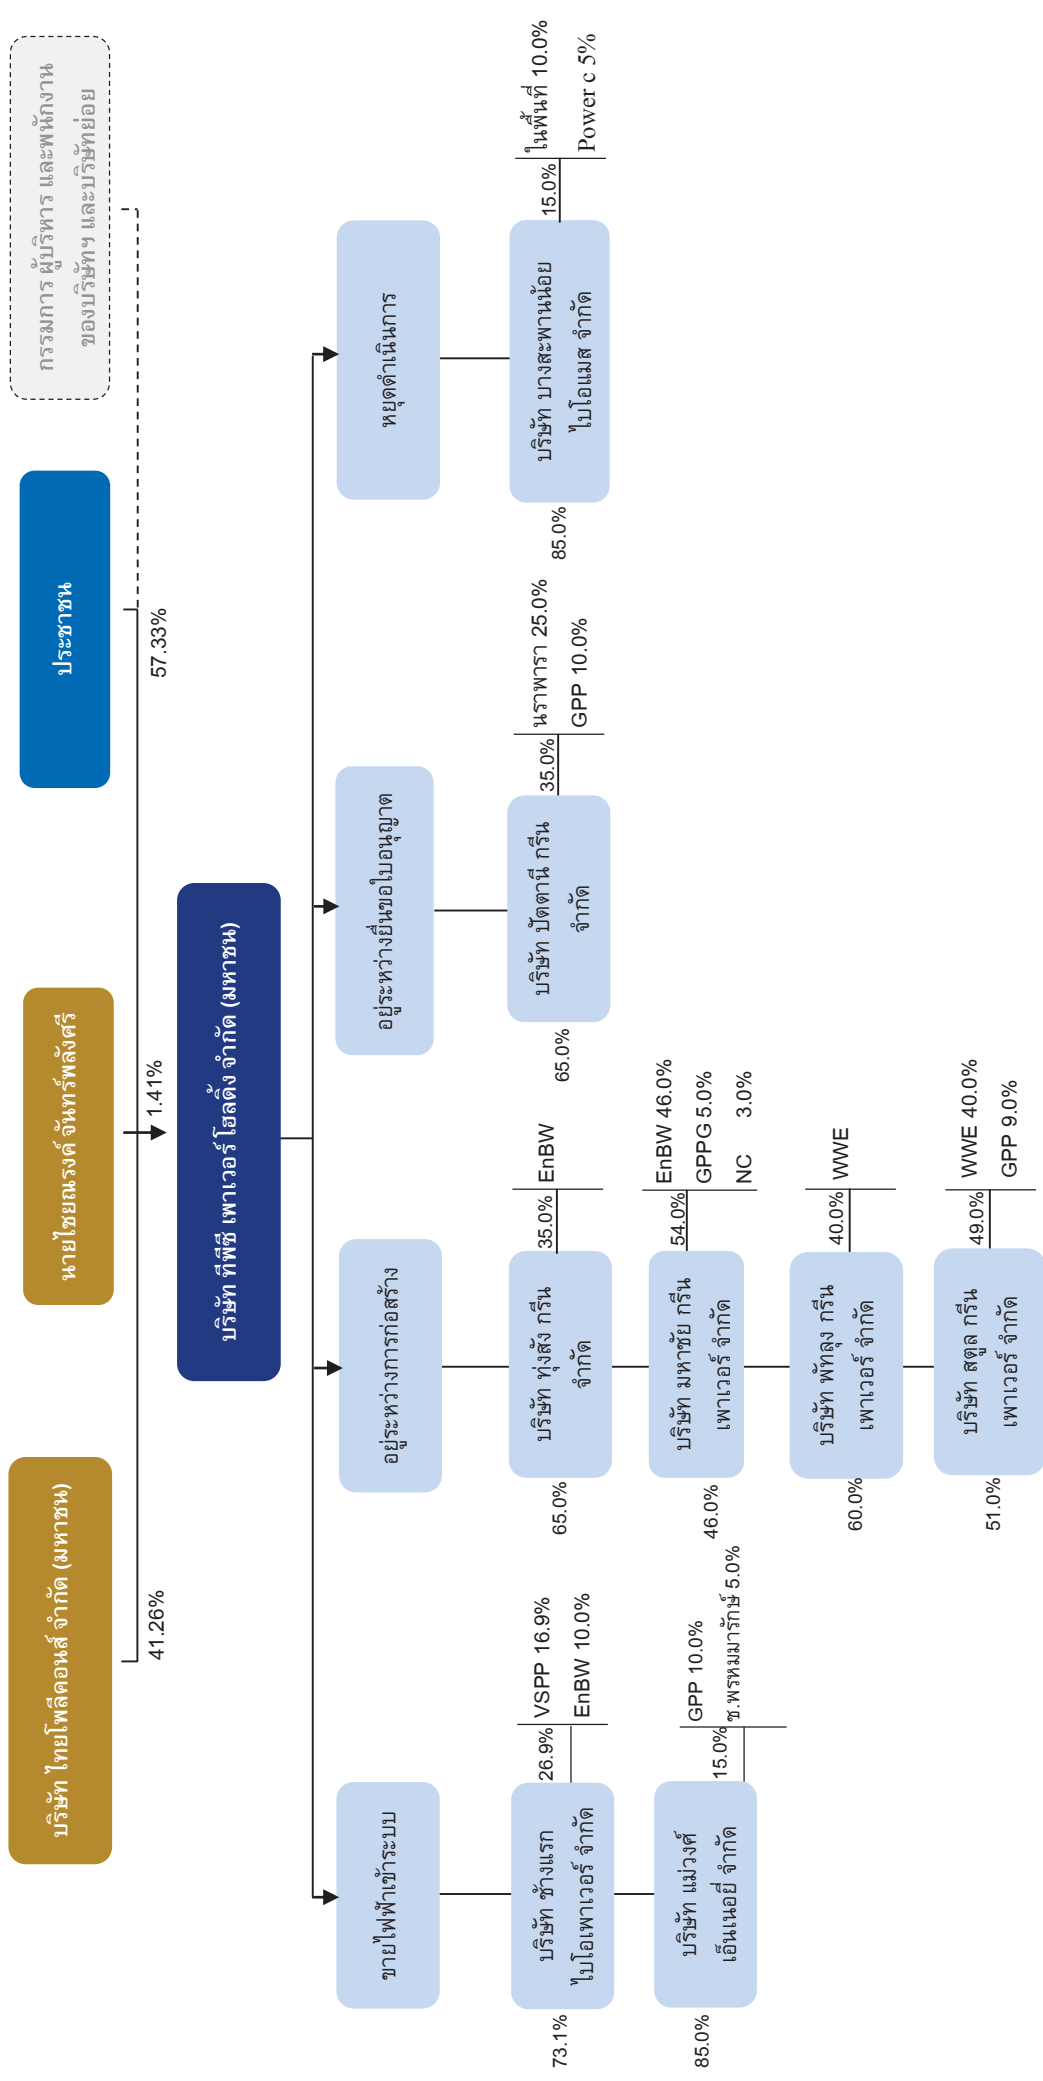 บริษัท ไทยโพลีคอนส์ จำกัด (มหาชน)
นายไชยณรงค์ จันทร์พลังศรี
ประชาชน
กรรมการ ผู้บริหาร และพนักงาน
ของบริษัทฯ และบริษัทย่อย
41.26%
1.41%
57.33%
บริษัท ทีพีซี เพาเวอร์ โฮลดิ้ง จำกัด (มหาชน)
ขายไฟฟ้าเข้าระบบ
อยู่ระหว่างการก่อสร้าง
อยู่ระหว่างยื่นขอใบอนุญาต
หยุดดำเนินการ
73.1%
บริษัท ช้างแรก
ไบโอเพาเวอร์ จำกัด
26.9%
VSPP 16.9%
EnBW 10.0%
85.0%
บริษัท แม่วงศ์
เอ็นเนอยี่ จำกัด
15.0%
GPP 10.0%
ช.พรหมมารักษ์ 5.0%
65.0%
บริษัท ทุ่งสัง กรีน
จำกัด
35.0%
EnBW
46.0%
บริษัท มหาชัย กรีน
เพาเวอร์ จำกัด
54.0%
EnBW 46.0%
GPPG 5.0%
NC 3.0%
60.0%
บริษัท พัทลุง กรีน
เพาเวอร์ จำกัด
40.0%
WWE
51.0%
บริษัท สตูล กรีน
เพาเวอร์ จำกัด
49.0%
WWE 40.0%
GPP 9.0%
65.0%
บริษัท ปัตตานี กรีน
จำกัด
35.0%
นราพารา 25.0%
GPP 10.0%
85.0%
บริษัท บางสะพานน้อย
ไบโอแมส จำกัด
15.0%
ในพื้นที่ 10.0%
Power c 5%